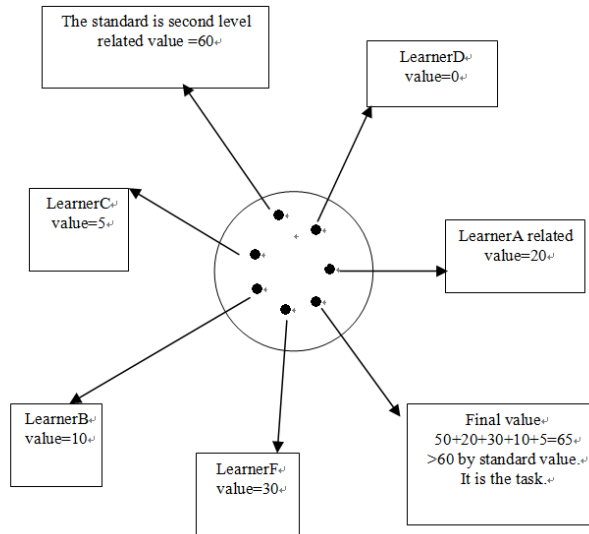 The standard is second level
related value =60
LearnerD
value=0
LearnerC
value=5
LearnerA related
value=20
LearnerB
value=10
LearnerF
value=30
Final value
50+20+30+10+5=65
>60 by standard value.
It is the task.